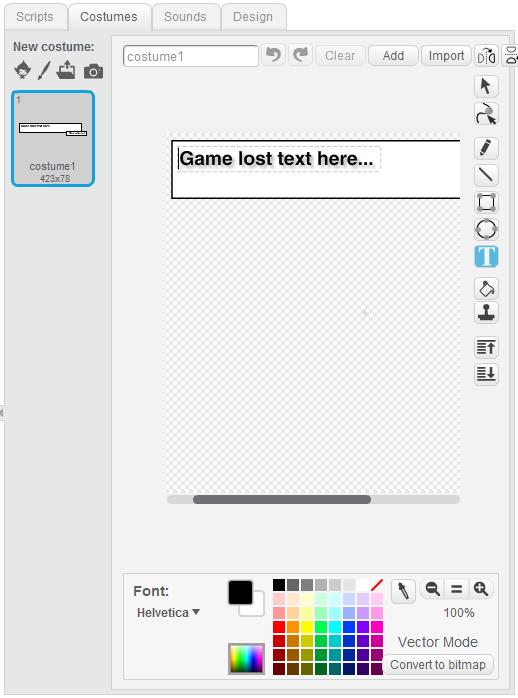 Scripts Costumes Sounds Design
New costume:
costume1 Clear Add Import
1
costume1
423x78
Game lost text here...
T
Font:
Helvetica
100%
Vector Mode
Convert to bitmap